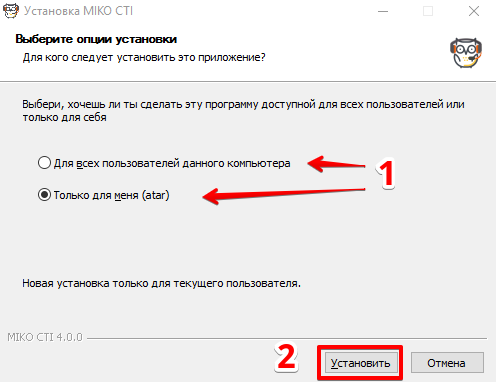 Установка MIKO CTI
Выберите опции установки
Для кого следует установить это приложение?
Выбери, хочешь ли ты сделать эту программу доступной для всех пользователей или
только для себя
Для всех пользователей данного компьютера
1
Только для меня (atar)
Новая установка только для текущего пользователя.
MIKO CTI 4.0.0
2
Установить
Отмена